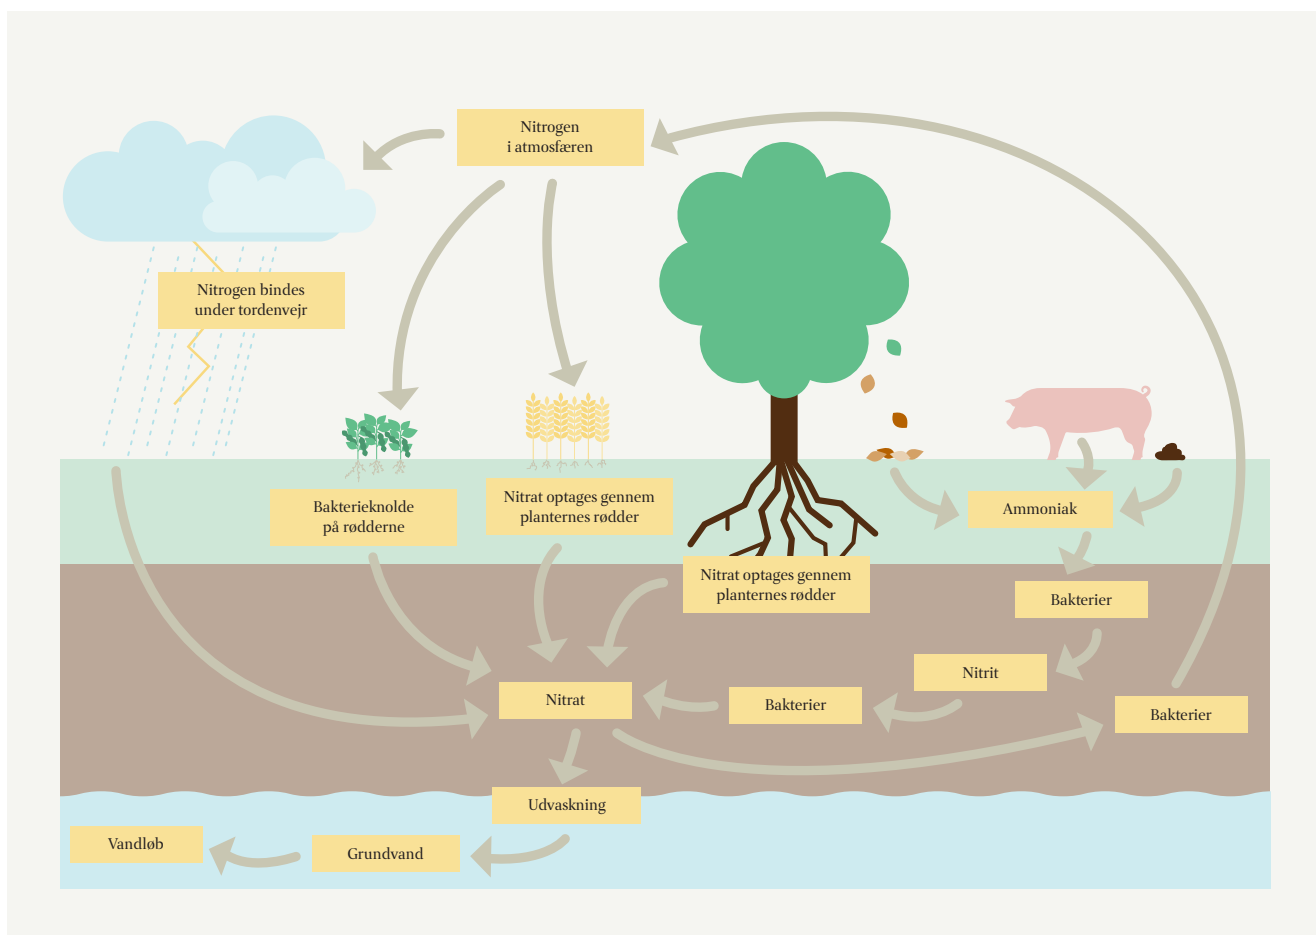 Nitrogen
i atmosfæren
Nitrogen bindes
under tordenvejr
Bakterieknolde
på rødderne
Nitrat optages gennem
planternes rødder
Ammoniak
Nitrat optages gennem
planternes rødder
Bakterier
Nitrit
Nitrat
Bakterier
Bakterier
Udvaskning
Vandløb
Grundvand